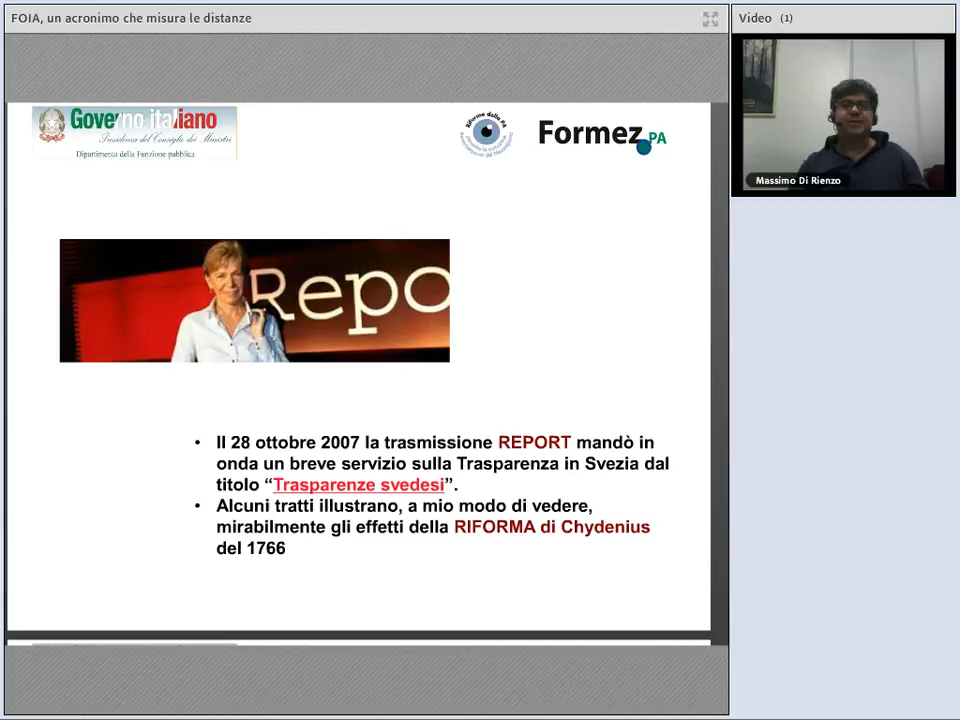 FOIA, un acronimo che misura le distanze
Video (1)
Governo italiano
Presidenza del Consiglio dei Ministri
Dipartimento della Funzione pubblica
Riforme della PA
Formez PA
Massimo Di Rienzo
Repo
• Il 28 ottobre 2007 la trasmissione REPORT mandò in
onda un breve servizio sulla Trasparenza in Svezia dal
titolo “Trasparenze svedesi”.
• Alcuni tratti illustrano, a mio modo di vedere,
mirabilmente gli effetti della RIFORMA di Chydenius
del 1766